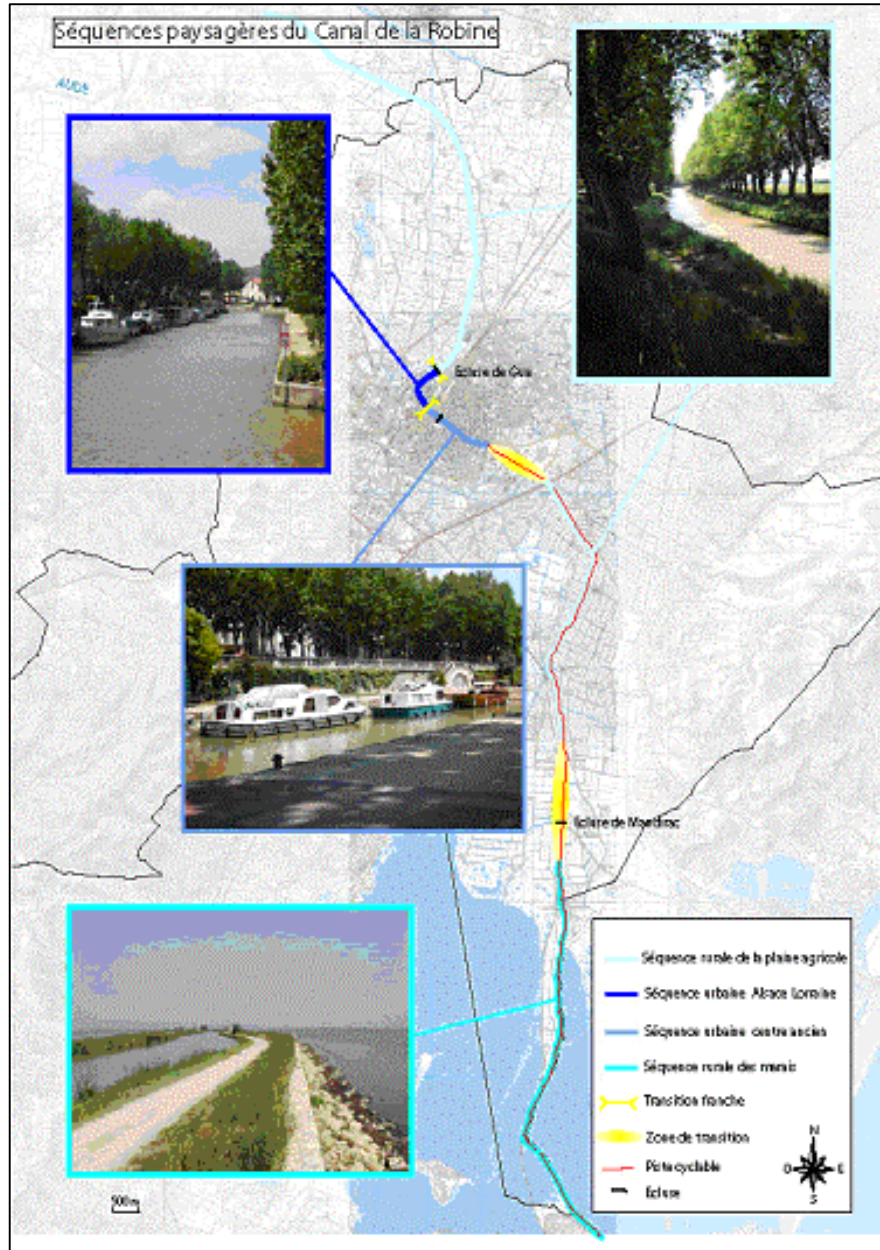 Séquences paysagères du Canal de la Robine
AUDE
Ecluse de Gua
Ecluse de Mandirac
Séquence rurale de la plaine agricole
Séquence urbaine Alsace Lorraine
Séquence urbaine centre ancien
Séquence rurale des marais
Transition franche
Zone de transition
Piste cyclable
Ecluse
N
O
E
S
500 m